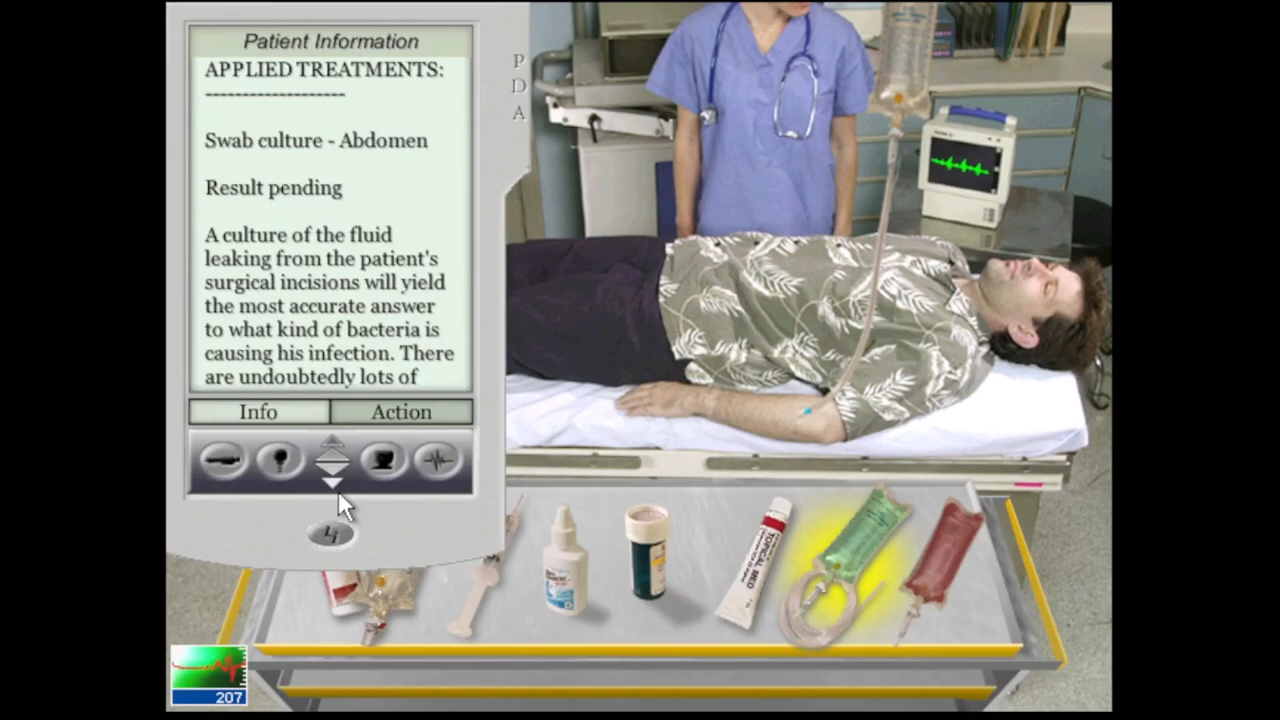 Patient Information
APPLIED TREATMENTS:
-------------------
Swab culture - Abdomen
Result pending
A culture of the fluid
leaking from the patient's
surgical incisions will yield
the most accurate answer
to what kind of bacteria is
causing his infection. There
are undoubtedly lots of
Info
Action
P
D
A
TOPICAL MED
207